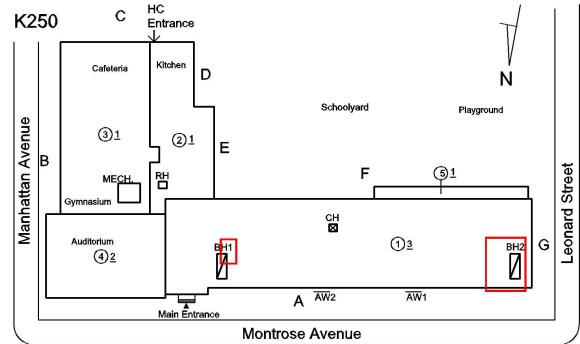 K250
C
HC
Entrance
Cafeteria
Kitchen
D
N
Schoolyard
Playground
3 1
2 1
B
E
Manhattan Avenue
MECH.
RH
F
5 1
Leonard Street
Gymnasium
CH
Auditorium
4 2
BH1
1 3
BH2
G
A
AW2
AW1
Main Entrance
Montrose Avenue